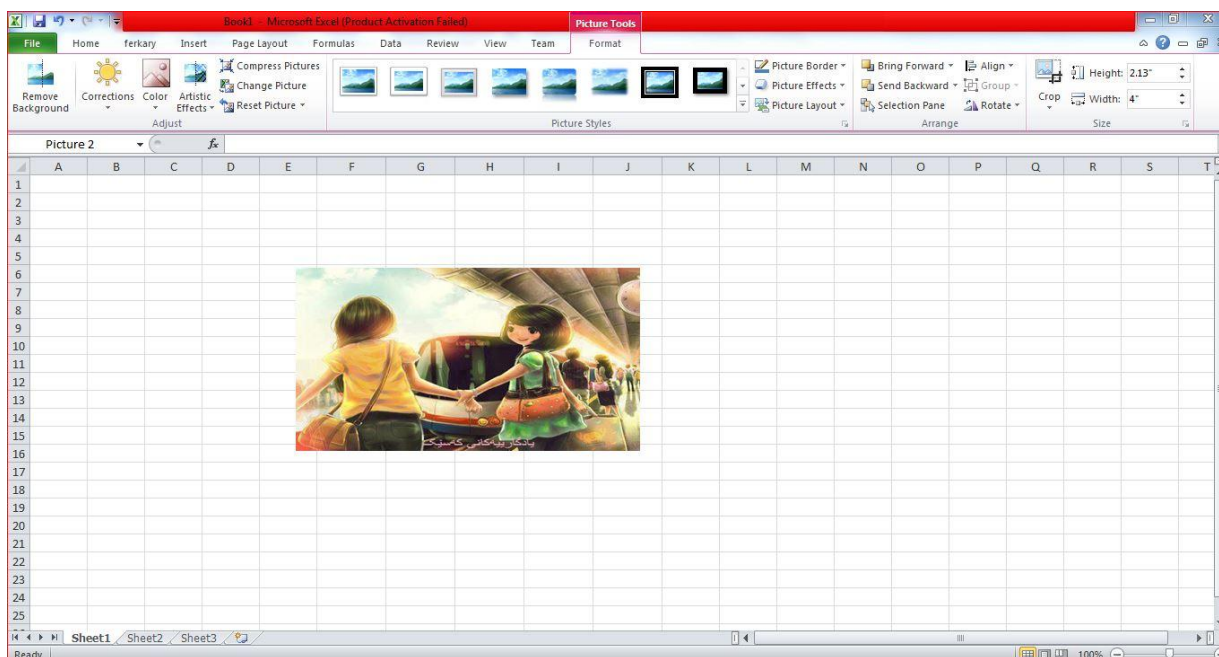 Book1 - Microsoft Excel (Product Activation Failed)
Picture Tools
File Home ferkary Insert Page Layout Formulas Data Review View Team Format
Remove Background
Corrections
Color
Artistic Effects
Compress Pictures
Change Picture
Reset Picture
Adjust
Picture Styles
Picture Border
Picture Effects
Picture Layout
Bring Forward
Send Backward
Selection Pane
Align
Group
Rotate
Arrange
Crop
Height: 2.13"
Width: 4"
Size
Picture 2
fx
A B C D E F G H I J K L M N O P Q R S T
1
2
3
4
5
6
7
8
9
10
11
12
13
14
15
16
17
18
19
20
21
22
23
24
25
یادگارییەکانی کەسێک
Sheet1 Sheet2 Sheet3
Ready
100%